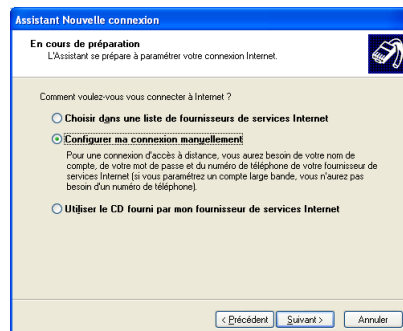 Assistant Nouvelle connexion
En cours de préparation
L'Assistant se prépare à paramétrer votre connexion Internet.
Comment voulez-vous vous connecter à Internet ?
Choisir dans une liste de fournisseurs de services Internet
Configurer ma connexion manuellement
Pour une connexion d'accès à distance, vous aurez besoin de votre nom de
compte, de votre mot de passe et du numéro de téléphone de votre fournisseur de
services Internet (si vous paramétrez un compte large bande, vous n'aurez pas
besoin d'un numéro de téléphone).
Utiliser le CD fourni par mon fournisseur de services Internet
< Précédent Suivant > Annuler